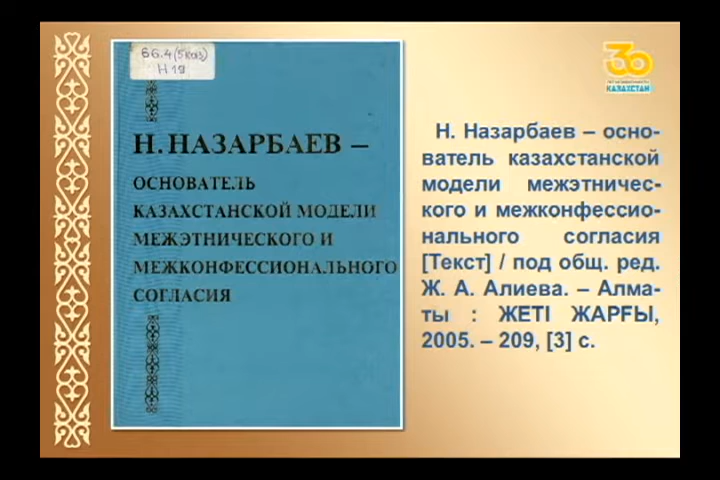 66.4(5каз)
Н 19
Н. НАЗАРБАЕВ –
ОСНОВАТЕЛЬ
КАЗАХСТАНСКОЙ МОДЕЛИ
МЕЖЭТНИЧЕСКОГО И
МЕЖКОНФЕССИОНАЛЬНОГО
СОГЛАСИЯ
30
КАЗАХСТАН
Н. Назарбаев – осно-
ватель казахстанской
модели межэтничес-
кого и межконфессио-
нального согласия
[Текст] / под общ. ред.
Ж. А. Алиева. – Алма-
ты : ЖЕТІ ЖАРҒЫ,
2005. – 209, [3] с.